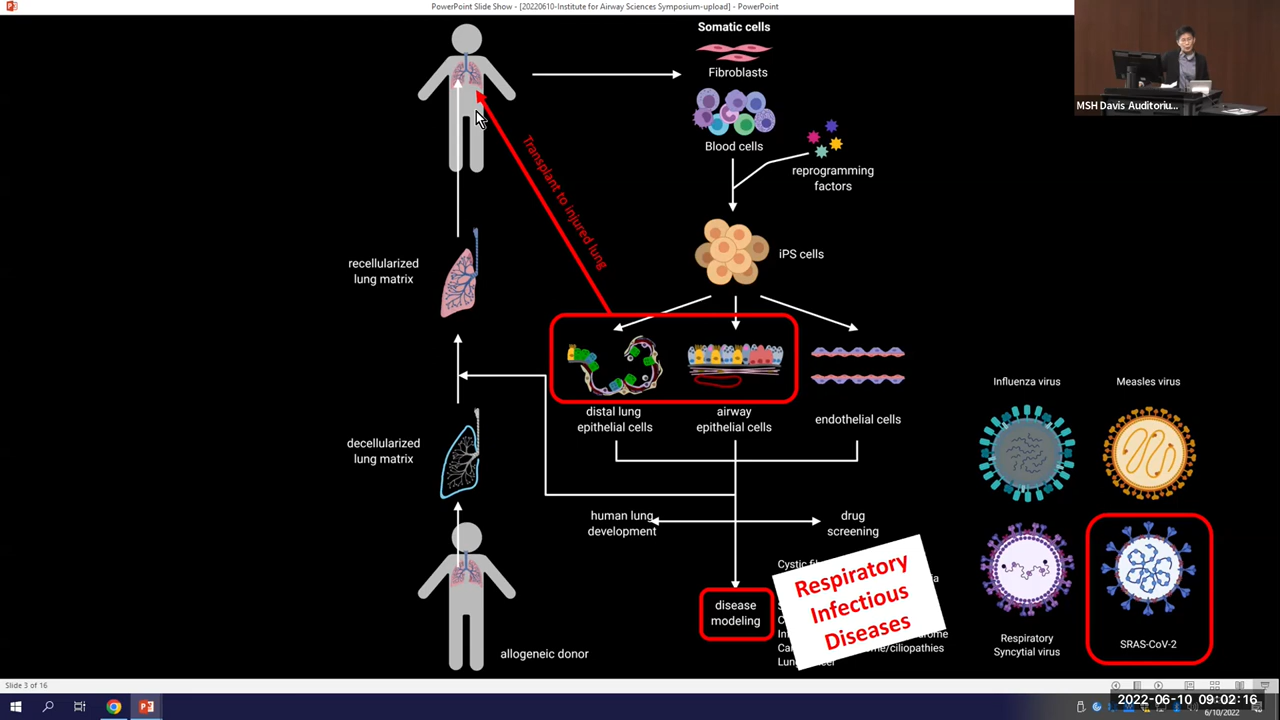 PowerPoint Slide Show - [20220610-Institute for Airway Sciences Symposium-upload] - PowerPoint
MSH Davis Auditoriu...
Somatic cells
Fibroblasts
Blood cells
reprogramming
factors
iPS cells
Transplant to injured lung
recellularized
lung matrix
decellularized
lung matrix
distal lung
epithelial cells
airway
epithelial cells
endothelial cells
human lung
development
drug
screening
disease
modeling
Respiratory
Infectious
Diseases
allogeneic donor
Influenza virus
Measles virus
Respiratory
Syncytial virus
SRAS-CoV-2
Slide 3 of 16
2022-06-10 09:02:16
6/10/2022